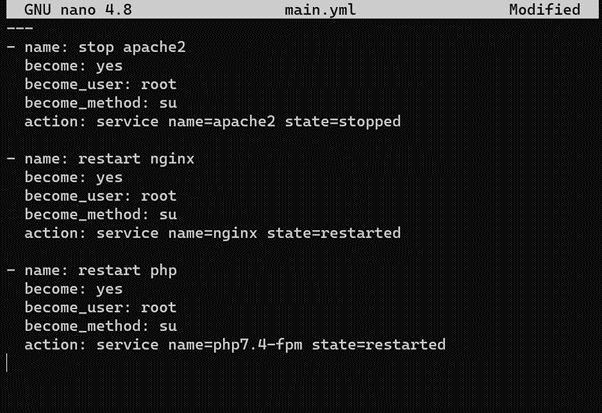 GNU nano 4.8 main.yml Modified
---
- name: stop apache2
  become: yes
  become_user: root
  become_method: su
  action: service name=apache2 state=stopped

- name: restart nginx
  become: yes
  become_user: root
  become_method: su
  action: service name=nginx state=restarted

- name: restart php
  become: yes
  become_user: root
  become_method: su
  action: service name=php7.4-fpm state=restarted